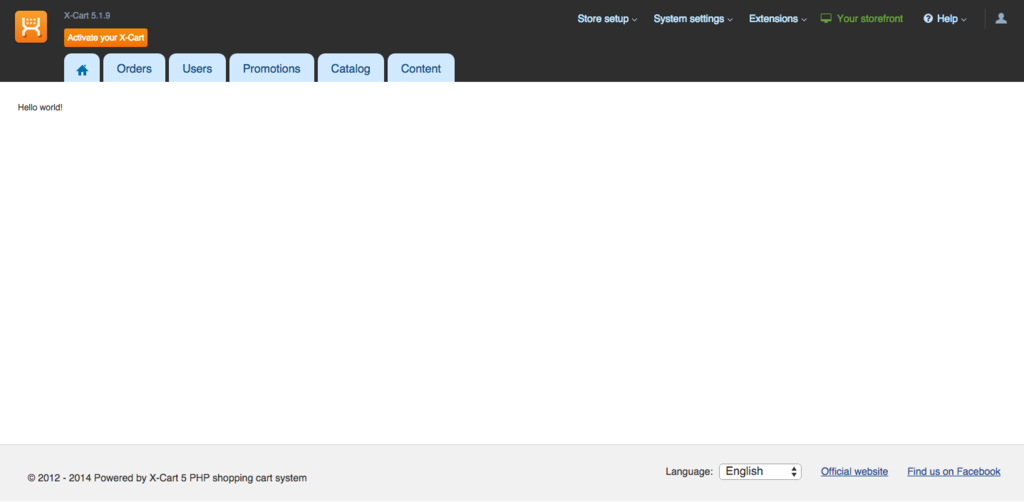 X-Cart 5.1.9
Store setup System settings Extensions Your storefront Help
Activate your X-Cart
Orders Users Promotions Catalog Content
Hello world!
© 2012 - 2014 Powered by X-Cart 5 PHP shopping cart system Language: English Official website Find us on Facebook